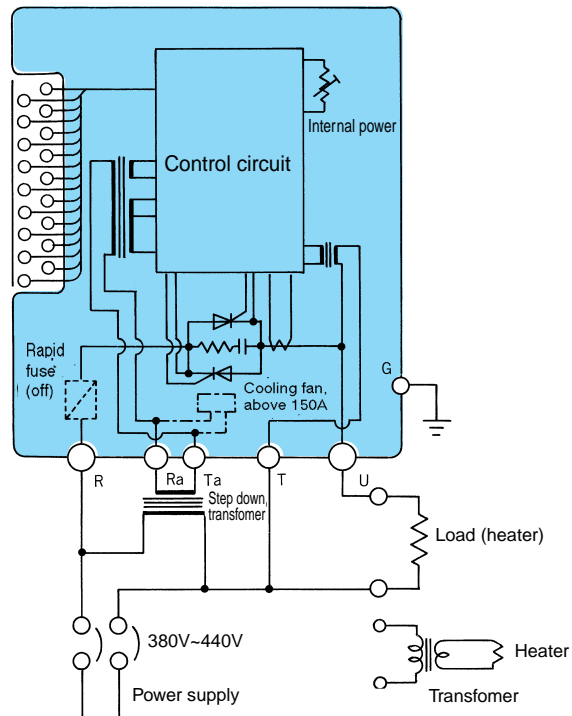 Internal power
Control circuit
Rapid
fuse
(off)
Cooling fan,
above 150A
G
R
Ra
Ta
T
U
Step down,
transfomer
Load (heater)
380V~440V
Power supply
Heater
Transfomer